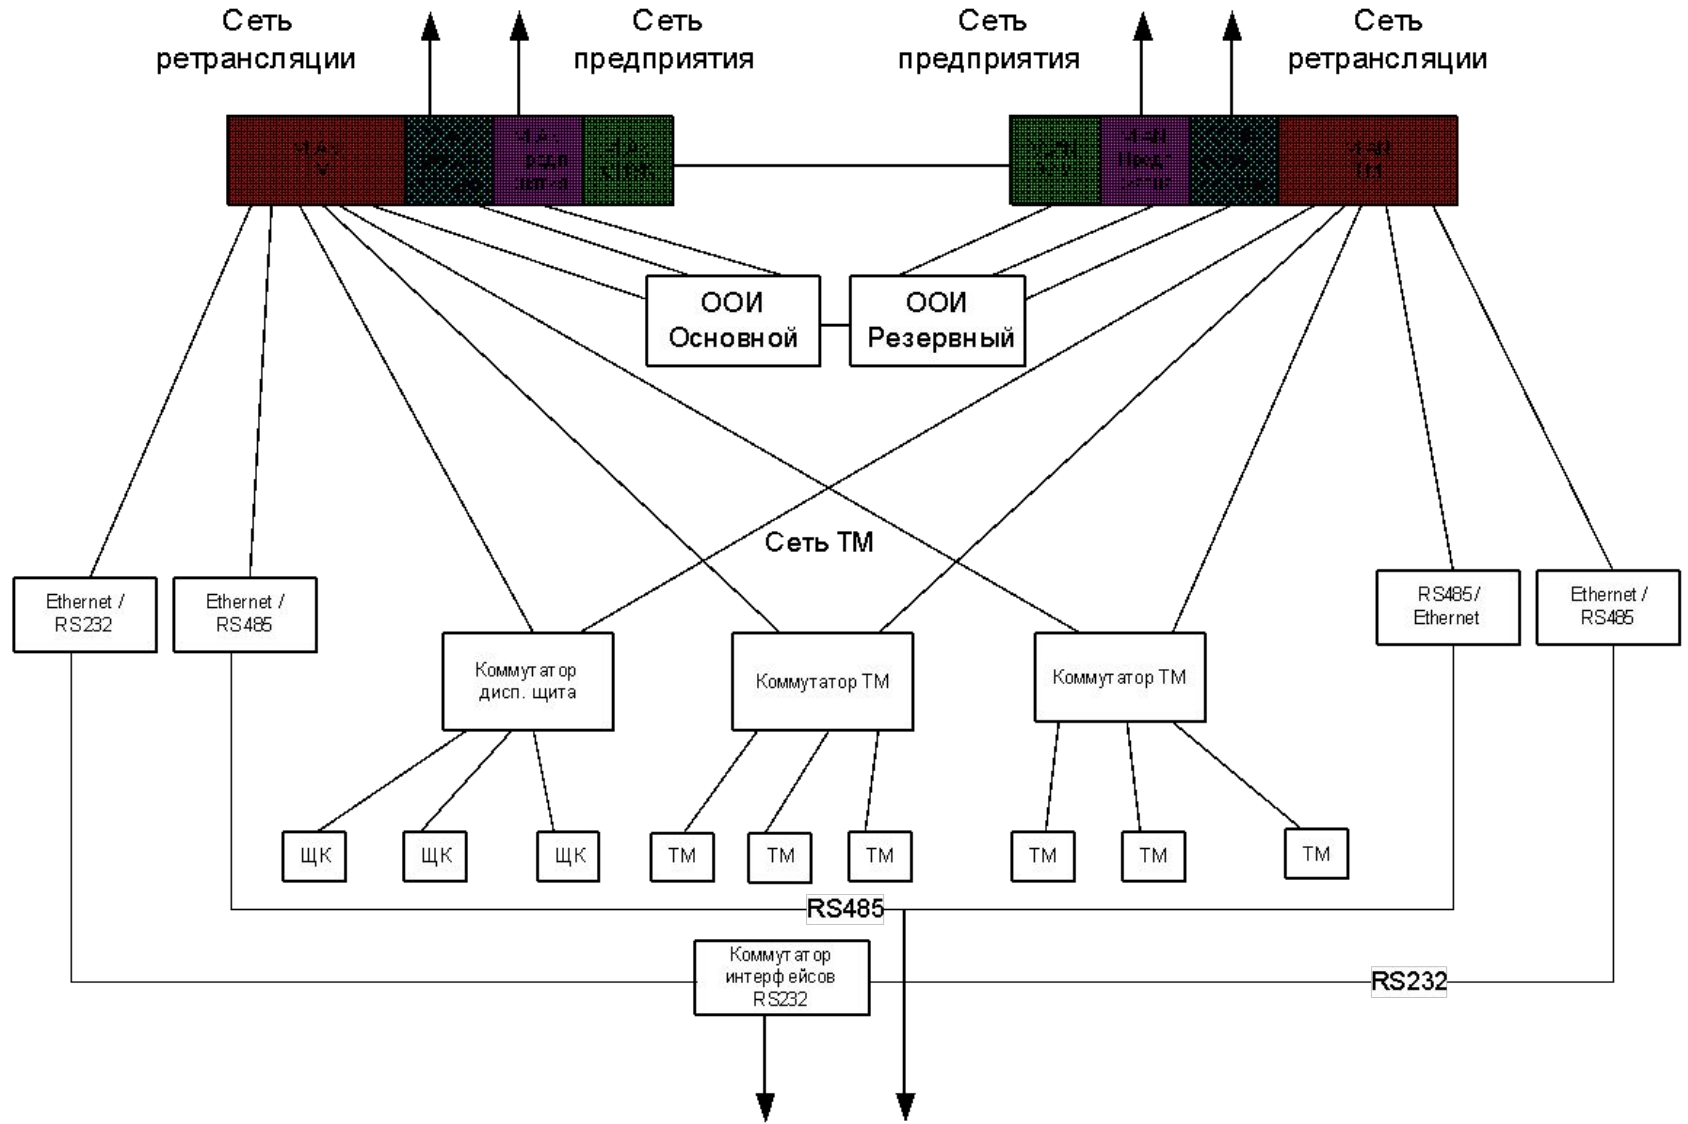 Сеть
ретрансляции
Сеть
предприятия
Сеть
предприятия
Сеть
ретрансляции
ООИ
Основной
ООИ
Резервный
Сеть ТМ
Ethernet /
RS232
Ethernet /
RS485
RS485/
Ethernet
Ethernet /
RS485
Коммутатор
дисп. щита
Коммутатор ТМ
Коммутатор ТМ
ЩК
ЩК
ЩК
ТМ
ТМ
ТМ
ТМ
ТМ
ТМ
RS485
Коммутатор
интерфейсов
RS232
RS232